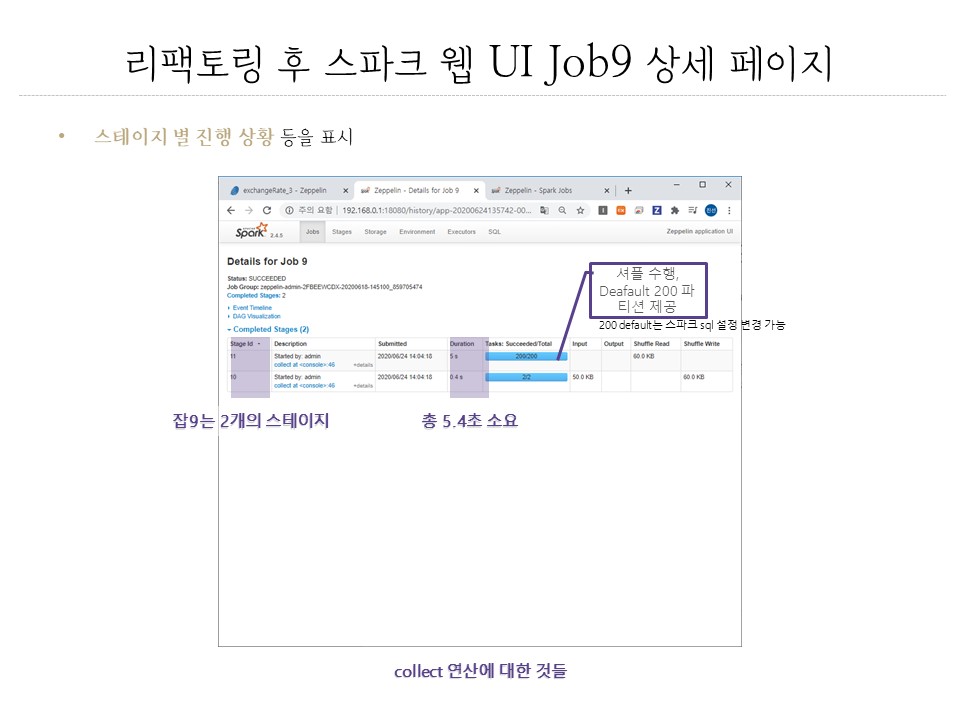 리팩토링 후 스파크 웹 UI Job9 상세 페이지
• 스테이지 별 진행 상황 등을 표시
exchangeRate_3 - Zeppelin
Zeppelin - Details for Job 9
Zeppelin - Spark Jobs
주의 요함 | 192.168.0.1:18080/history/app-20200624135742-00...
Spark 2.4.5
Jobs Stages Storage Environment Executors SQL
Zeppelin application UI
Details for Job 9
Status: SUCCEEDED
Job Group: zeppelin-admin-2FBEEWCDX-20200618-145100_859705474
Completed Stages: 2
Event Timeline
DAG Visualization
Completed Stages (2)
셔플 수행,
Deafault 200 파
티션 제공
200 default는 스파크 sql 설정 변경 가능
Stage Id Description Submitted Duration Tasks: Succeeded/Total Input Output Shuffle Read Shuffle Write
11 Started by: admin 2020/06/24 14:04:18 5 s 200/200 60.0 KB
collect at <console>:46 +details
10 Started by: admin 2020/06/24 14:04:18 0.4 s 2/2 50.0 KB 60.0 KB
collect at <console>:46 +details
잡9는 2개의 스테이지
총 5.4초 소요
collect 연산에 대한 것들